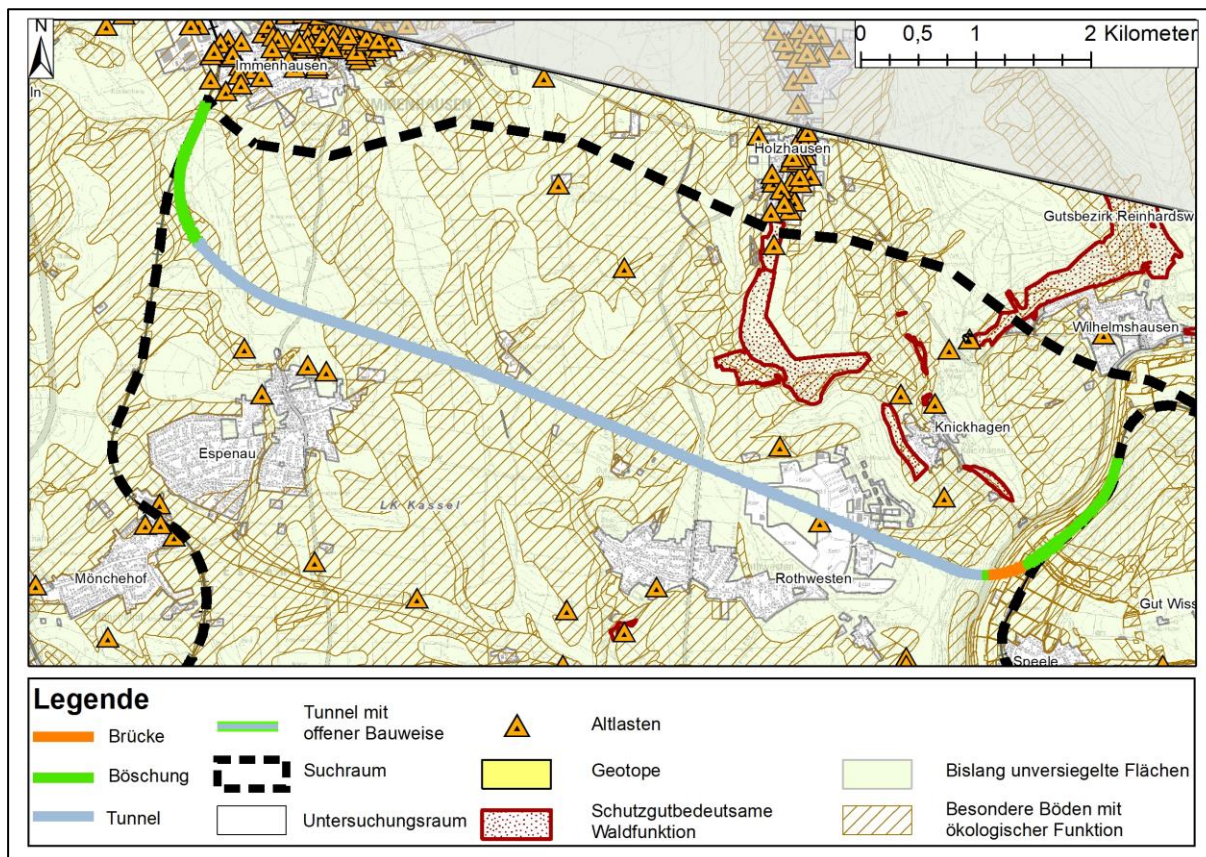 N
0 0,5 1 2 Kilometer
Immenhausen
In
IMMENHAUSEN
Holzhausen
Gutsbezirk Reinhardsw
Wilhelmshausen
Knickhagen
Espenau
LK Kassel
Mönchehof
Rothwesten
Rothwesten
Gut Wiss
Speele
Legende
Brücke
Böschung
Tunnel
Tunnel mit
offener Bauweise
Suchraum
Untersuchungsraum
Altlasten
Geotope
Schutzgutbedeutsame
Waldfunktion
Bislang unversiegelte Flächen
Besondere Böden mit
ökologischer Funktion